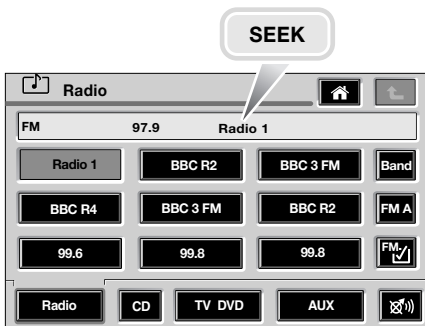 SEEK
Radio
FM 97.9 Radio 1
Radio 1 BBC R2 BBC 3 FM Band
BBC R4 BBC 3 FM BBC R2 FM A
99.6 99.8 99.8 FM
Radio CD TV DVD AUX